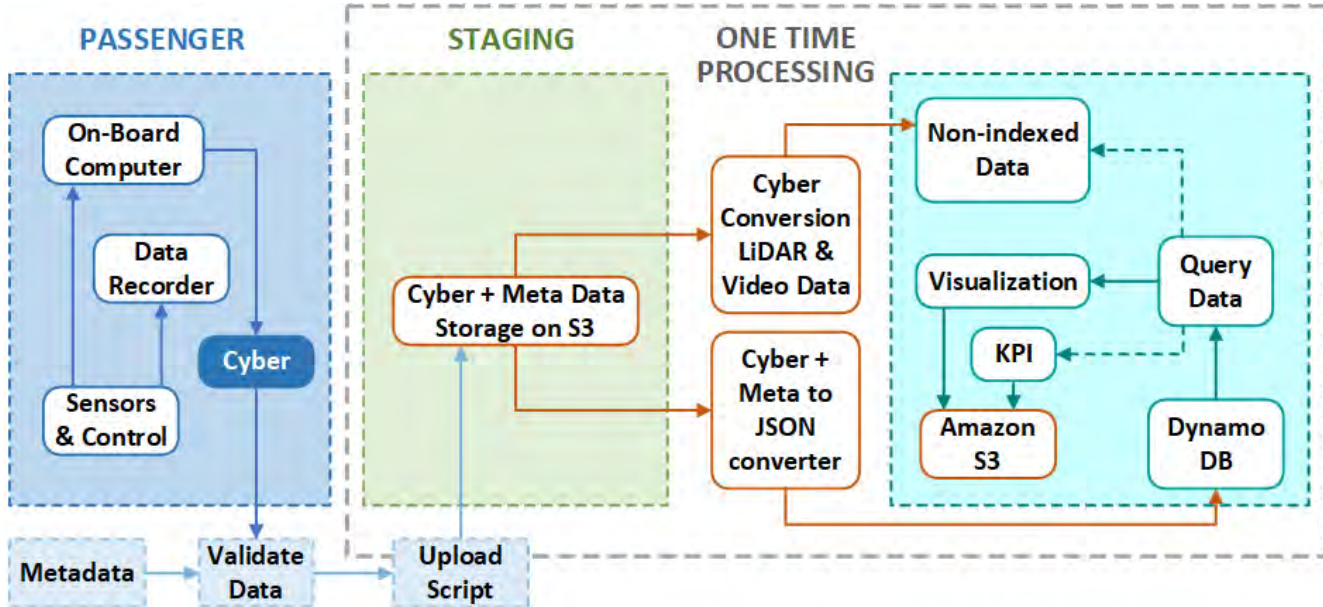 PASSENGER
On-Board
Computer
Data
Recorder
Cyber
Sensors
& Control
Metadata
Validate
Data
Upload
Script
STAGING
Cyber + Meta Data
Storage on S3
ONE TIME
PROCESSING
Cyber
Conversion
LiDAR &
Video Data
Cyber +
Meta to
JSON
converter
Non-indexed
Data
Visualization
Query
Data
KPI
Amazon
S3
Dynamo
DB